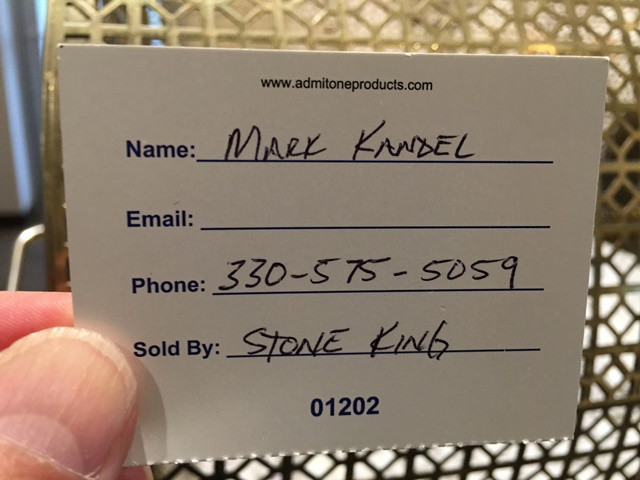 www.admitoneproducts.com
Name: MARK KANDEL
Email:
Phone: 330-575-5059
Sold By: STONE KING
01202